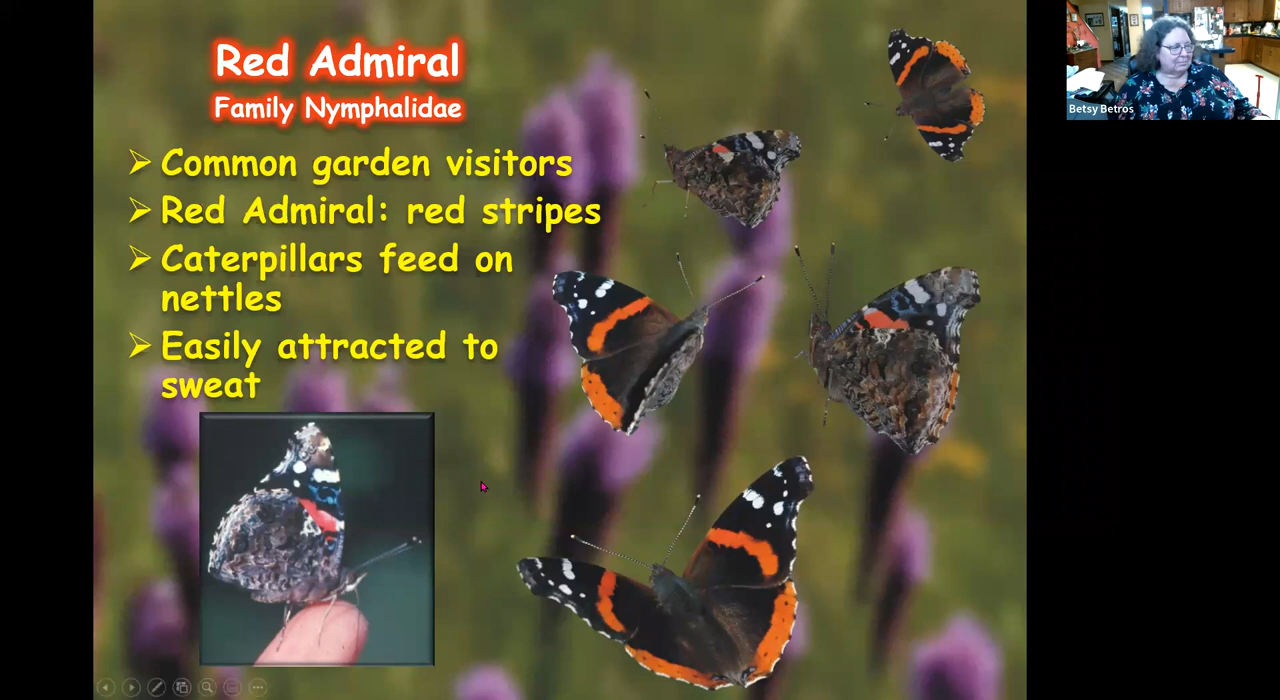 Red Admiral
Family Nymphalidae
Common garden visitors
Red Admiral: red stripes
Caterpillars feed on
nettles
Easily attracted to
sweat
Betsy Betros